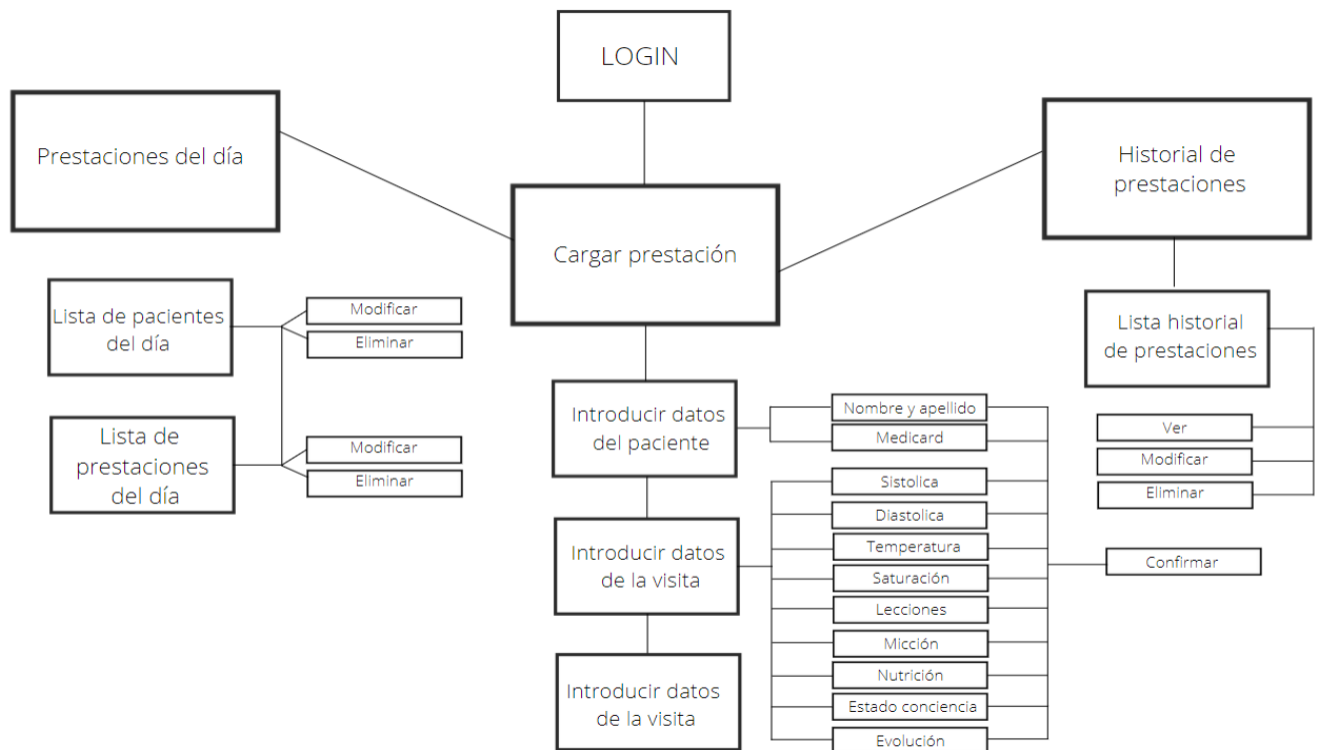 LOGIN
Prestaciones del día
Historial de
prestaciones
Cargar prestación
Lista de pacientes
del día
Modificar
Eliminar
Lista de
prestaciones
del día
Modificar
Eliminar
Introducir datos
del paciente
Nombre y apellido
Medicard
Introducir datos
de la visita
Sistolica
Diastolica
Temperatura
Saturación
Lecciones
Micción
Nutrición
Estado conciencia
Evolución
Introducir datos
de la visita
Confirmar
Lista historial
de prestaciones
Ver
Modificar
Eliminar